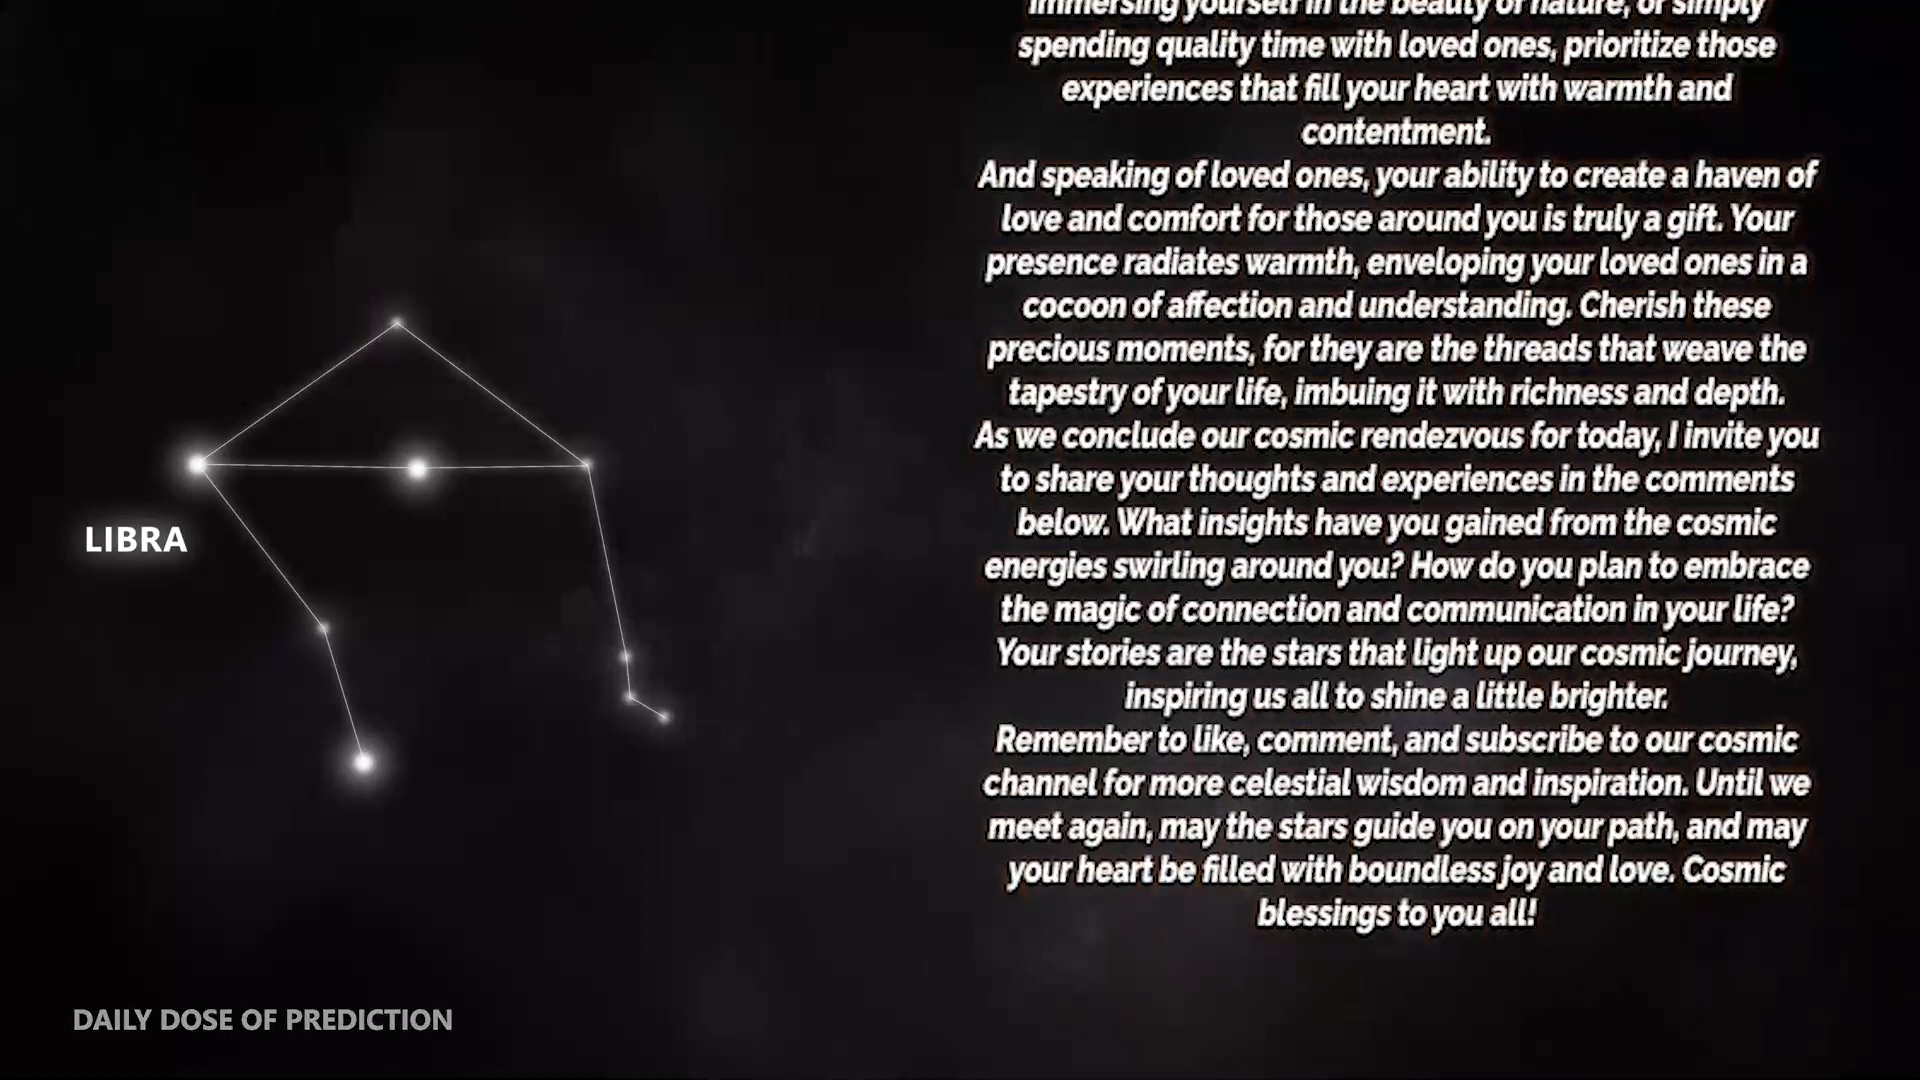 immersing yourself in the beauty of nature, or simply
spending quality time with loved ones, prioritize those
experiences that fill your heart with warmth and
contentment.
And speaking of loved ones, your ability to create a haven of
love and comfort for those around you is truly a gift. Your
presence radiates warmth, enveloping your loved ones in a
cocoon of affection and understanding. Cherish these
precious moments, for they are the threads that weave the
tapestry of your life, imbuing it with richness and depth.
As we conclude our cosmic rendezvous for today, I invite you
to share your thoughts and experiences in the comments
below. What insights have you gained from the cosmic
energies swirling around you? How do you plan to embrace
the magic of connection and communication in your life?
Your stories are the stars that light up our cosmic journey,
inspiring us all to shine a little brighter.
Remember to like, comment, and subscribe to our cosmic
channel for more celestial wisdom and inspiration. Until we
meet again, may the stars guide you on your path, and may
your heart be filled with boundless joy and love. Cosmic
blessings to you all!
LIBRA
DAILY DOSE OF PREDICTION